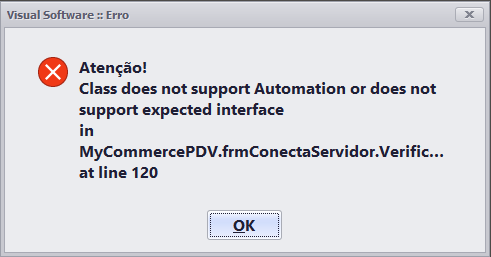 Visual Software :: Erro
Atenção!
Class does not support Automation or does not
support expected interface
in
MyCommercePDV.frmConectaServidor.Verific...
at line 120
OK